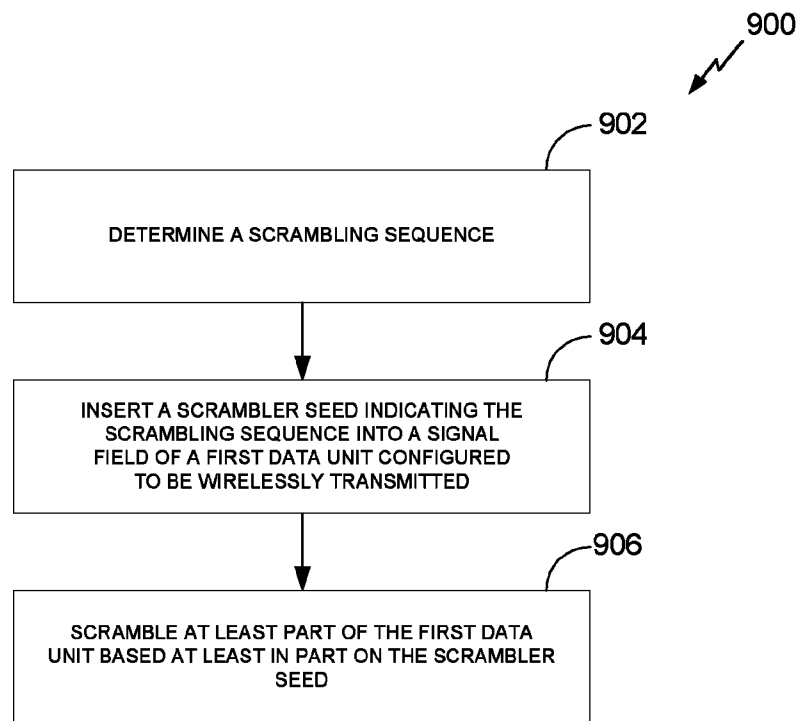 900
902
DETERMINE A SCRAMBLING SEQUENCE
904
INSERT A SCRAMBLER SEED INDICATING THE
SCRAMBLING SEQUENCE INTO A SIGNAL
FIELD OF A FIRST DATA UNIT CONFIGURED
TO BE WIRELESSLY TRANSMITTED
906
SCRAMBLE AT LEAST PART OF THE FIRST DATA
UNIT BASED AT LEAST IN PART ON THE SCRAMBLER
SEED